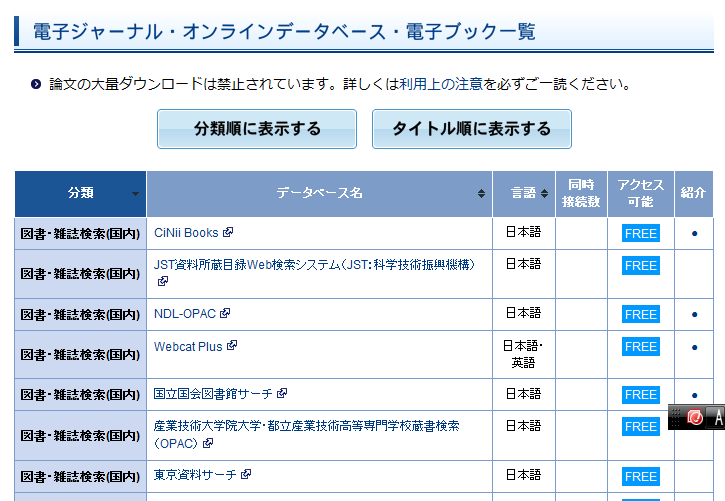 電子ジャーナル・オンラインデータベース・電子ブック一覧
論文の大量ダウンロードは禁止されています。詳しくは利用上の注意を必ずご一読ください。
分類順に表示する タイトル順に表示する
分類 データベース名 言語 同時接続数 アクセス可能 紹介
図書・雑誌検索(国内) CiNii Books 日本語 FREE ●
図書・雑誌検索(国内) JST資料所蔵目録Web検索システム(JST:科学技術振興機構) 日本語 FREE
図書・雑誌検索(国内) NDL-OPAC 日本語 FREE ●
図書・雑誌検索(国内) Webcat Plus 日本語・英語 FREE ●
図書・雑誌検索(国内) 国立国会図書館サーチ 日本語 FREE ●
図書・雑誌検索(国内) 産業技術大学院大学・都立産業技術高等専門学校蔵書検索(OPAC) 日本語 FREE
A
図書・雑誌検索(国内) 東京資料サーチ 日本語 FREE